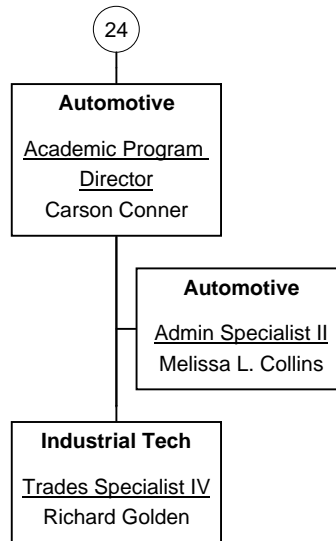 24
Automotive
Academic Program
Director
Carson Conner
Automotive
Admin Specialist II
Melissa L. Collins
Industrial Tech
Trades Specialist IV
Richard Golden